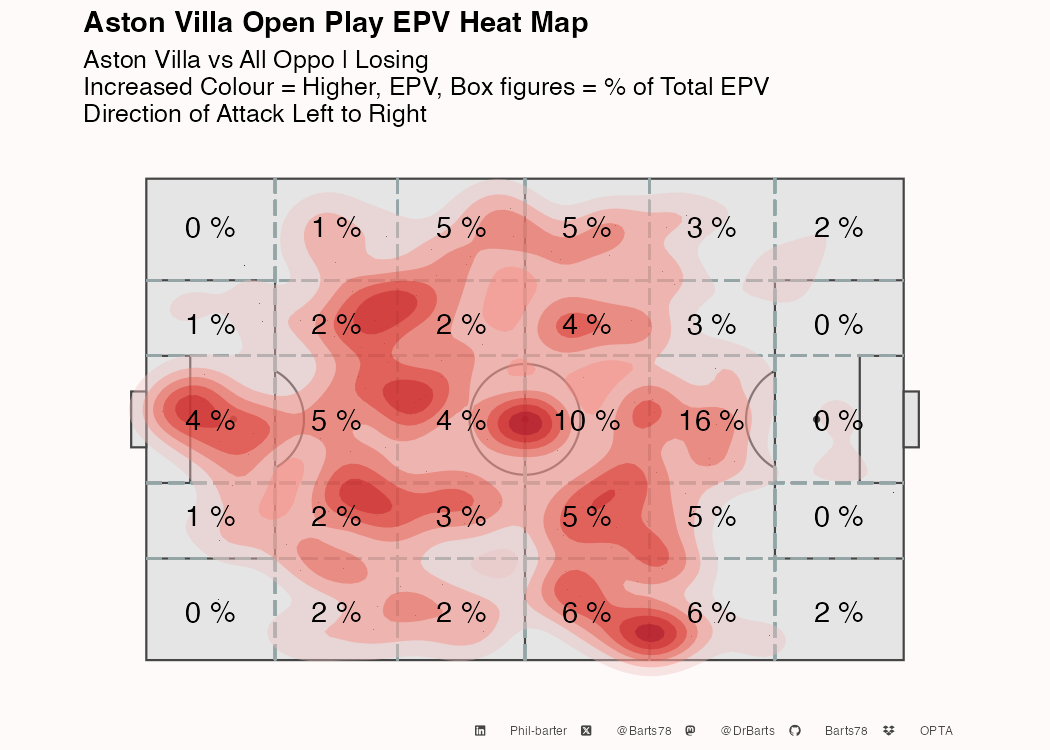 Aston Villa Open Play EPV Heat Map
Aston Villa vs All Oppo | Losing
Increased Colour = Higher, EPV, Box figures = % of Total EPV
Direction of Attack Left to Right
0 % 1 % 5 % 5 % 3 % 2 %
1 % 2 % 2 % 4 % 3 % 0 %
4 % 5 % 4 % 10 % 16 % 0 %
1 % 2 % 3 % 5 % 5 % 0 %
0 % 2 % 2 % 6 % 6 % 2 %
Phil-barter @Barts78 @DrBarts Barts78 OPTA